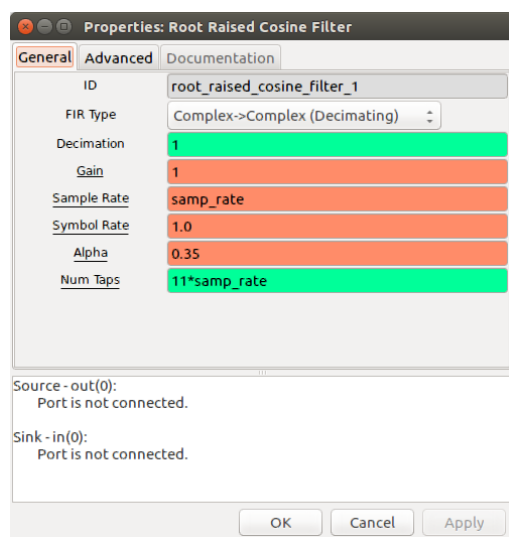 Properties: Root Raised Cosine Filter
General Advanced Documentation
ID root_raised_cosine_filter_1
FIR Type Complex->Complex (Decimating)
Decimation 1
Gain 1
Sample Rate samp_rate
Symbol Rate 1.0
Alpha 0.35
Num Taps 11*samp_rate
Source - out(0):
Port is not connected.
Sink - in(0):
Port is not connected.
OK Cancel Apply